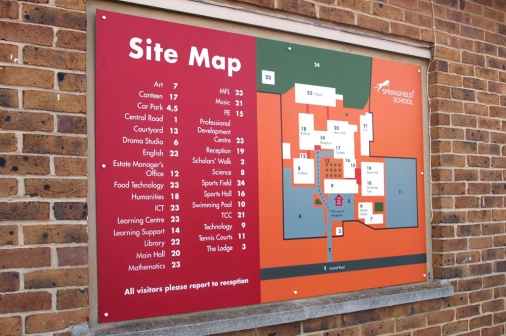 Site Map
Art 7
Canteen 17
Car Park 4,5
Central Road 1
Courtyard 13
Drama Studio 6
English 23
Estate Manager's
Office 12
Food Technology 23
Humanities 18
ICT 23
Learning Centre 23
Learning Support 14
Library 22
Main Hall 20
Mathematics 23
MFL 23
Music 21
PE 15
Professional
Development
Centre 23
Reception 19
Scholars' Walk 2
Science 8
Sports Field 24
Sports Hall 16
Swimming Pool 10
TCC 21
Technology 9
Tennis Courts 11
The Lodge 3
All visitors please report to reception
SPRINGFIELD
SCHOOL
24
22
23
18
20
21
19
17
13
8
9
16
10
11
4
6
7
5
3
1 Central Road